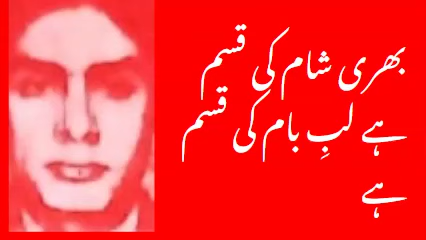 بھری شام کی قسم
ہے لبِ بام کی قسم
ہے